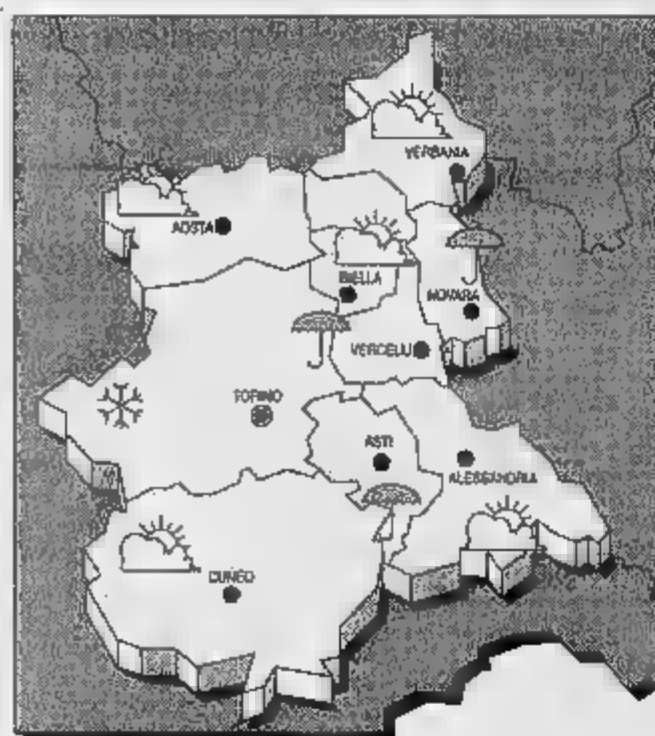 VERBANIA
AOSTA
BIELLA
NOVARA
VERCELLI
TORINO
ASTI
ALESSANDRIA
CUNEO